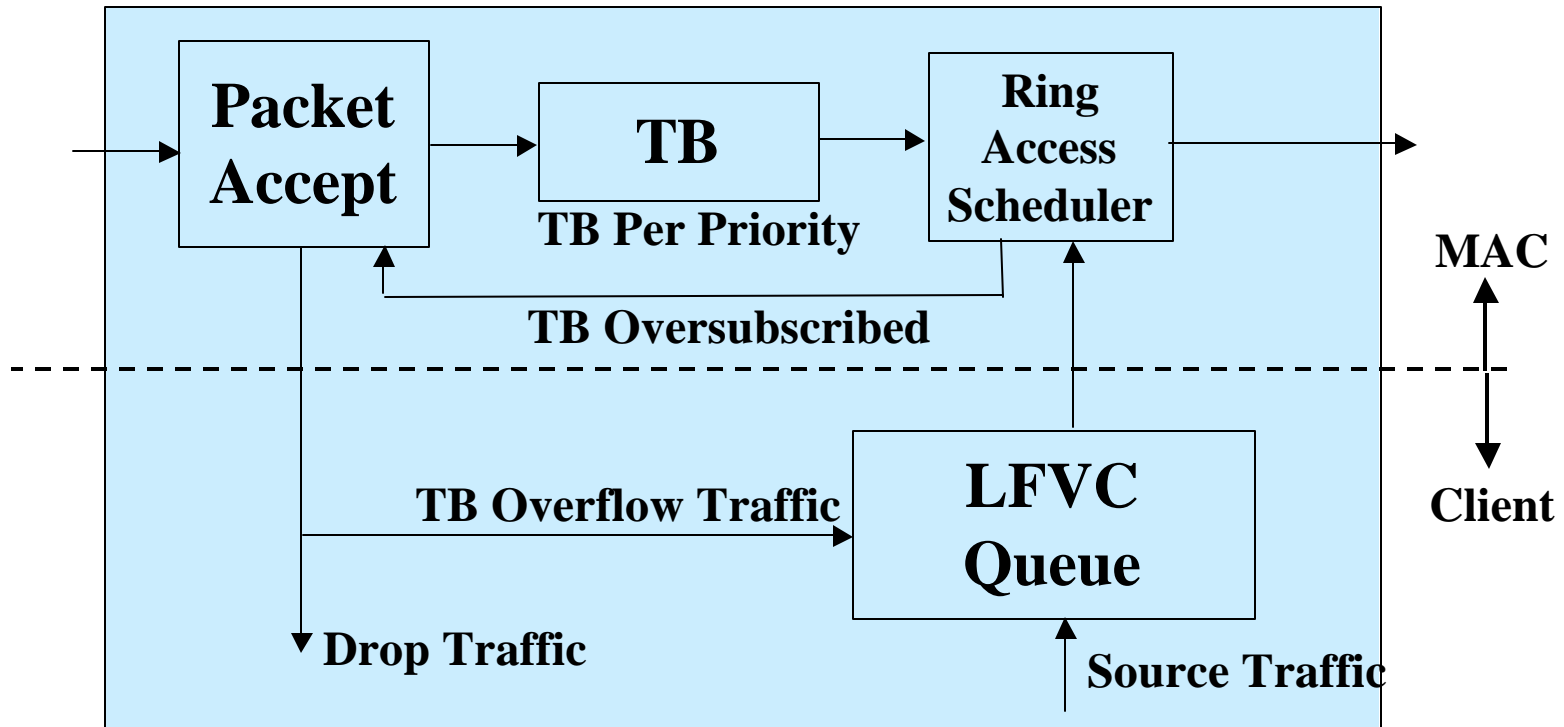 Packet
Accept
TB
TB Per Priority
Ring
Access
Scheduler
TB Oversubscribed
MAC
Client
TB Overflow Traffic
LFVC
Queue
Drop Traffic
Source Traffic